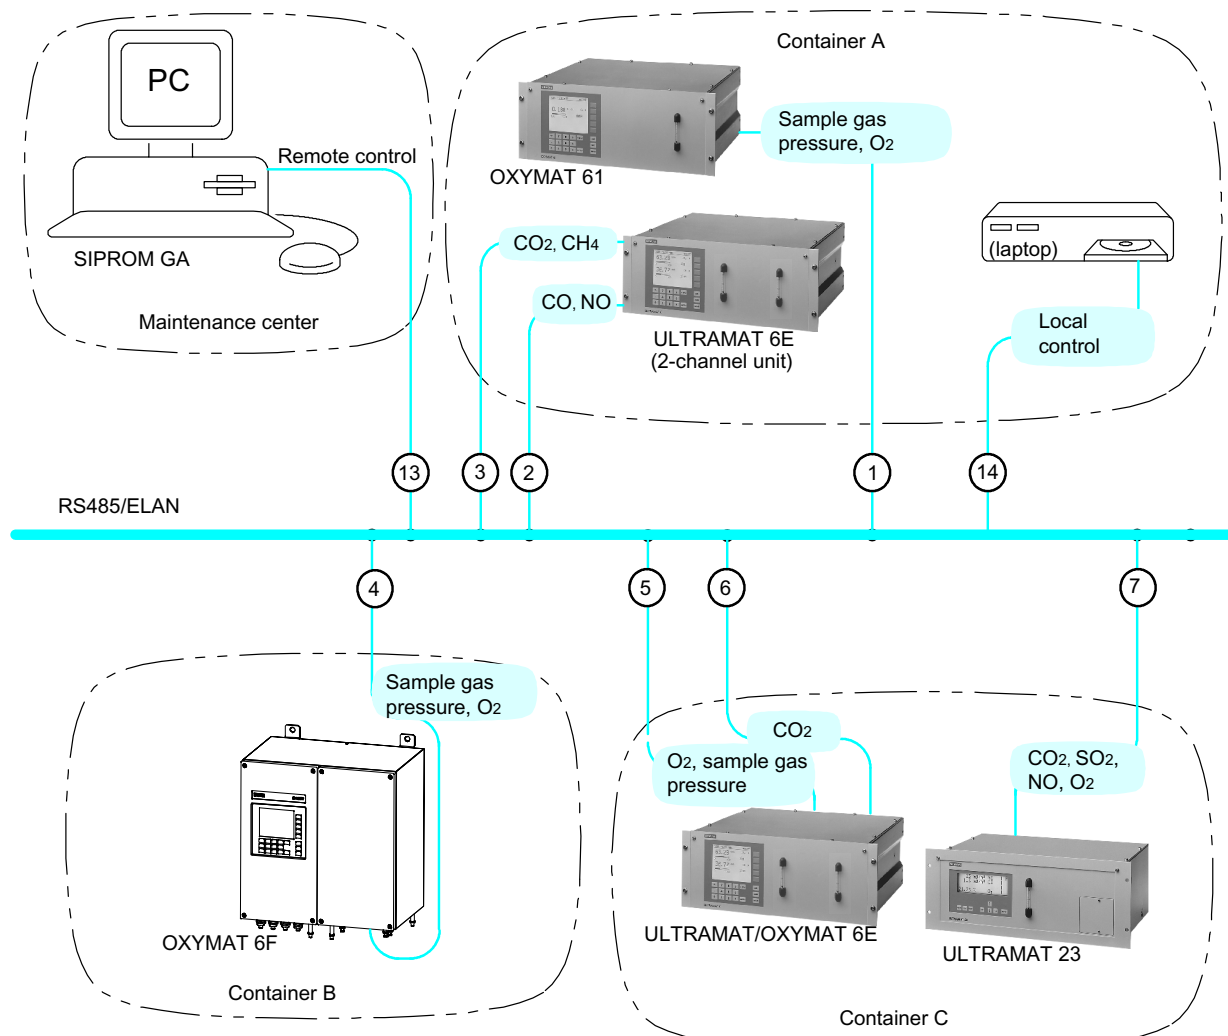 Container A
PC
Sample gas
pressure, O2
Remote control
OXYMAT 61
CO2, CH4
(laptop)
SIPROM GA
CO, NO
Maintenance center
Local
control
ULTRAMAT 6E
(2-channel unit)
13
3
2
1
14
RS485/ELAN
4
5
6
7
Sample gas
pressure, O2
CO2
O2, sample gas
pressure
CO2, SO2,
NO, O2
OXYMAT 6F
ULTRAMAT/OXYMAT 6E
ULTRAMAT 23
Container B
Container C